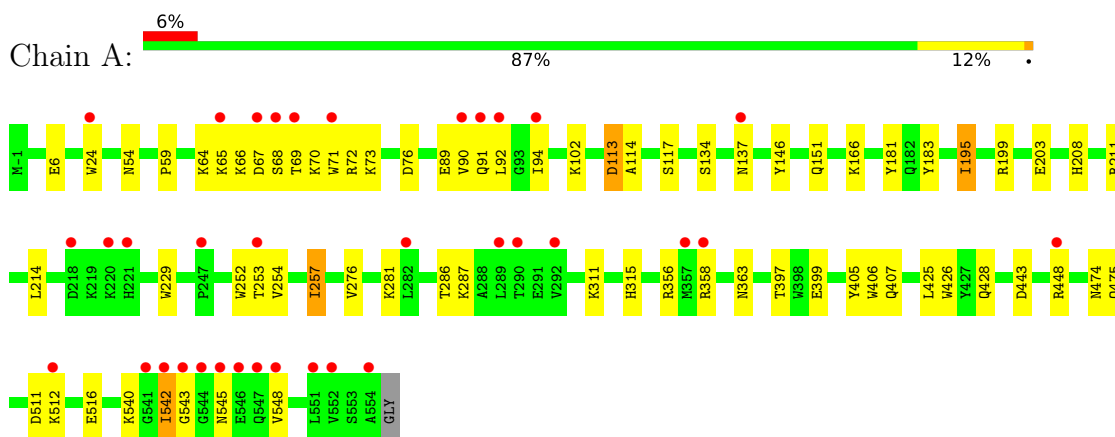 6%
Chain A:
87%
12%
•
M-1 E6 W24 N54 P59 K64 K65 K66 D67 S68 T69 K70 W71 R72 K73 D76 E89 V90 Q91 L92 G93 I94 K102 D113 A114 S117 S134 N137 Y146 Q151 K166 Y181 Q182 Y183 I195 R199 E203 H208 R211
L214 D218 K219 K220 H221 W229 P247 W252 T253 V254 I257 V276 K281 L282 T286 K287 A288 L289 T290 E291 V292 K311 H315 R356 M357 R358 N363 T397 W398 E399 Y405 W406 Q407 L425 W426 Y427 Q428 D443 R448 N474
D511 K512 E516 K540 G541 I542 G543 G544 N545 E546 Q547 V548 L551 V552 S553 A554 GLY